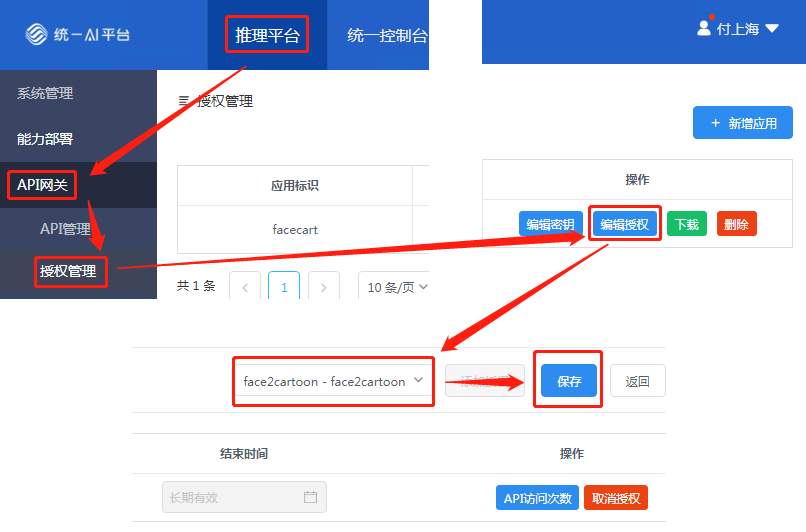 统一AI平台
推理平台
统一控制台
付上海
系统管理
能力部署
API网关
API管理
授权管理
授权管理
+ 新增应用
应用标识
操作
facecart
编辑密钥
编辑授权
下载
删除
共 1 条
1
10 条/页
face2cartoon - face2cartoon
保存
返回
结束时间
操作
长期有效
API访问次数
取消授权